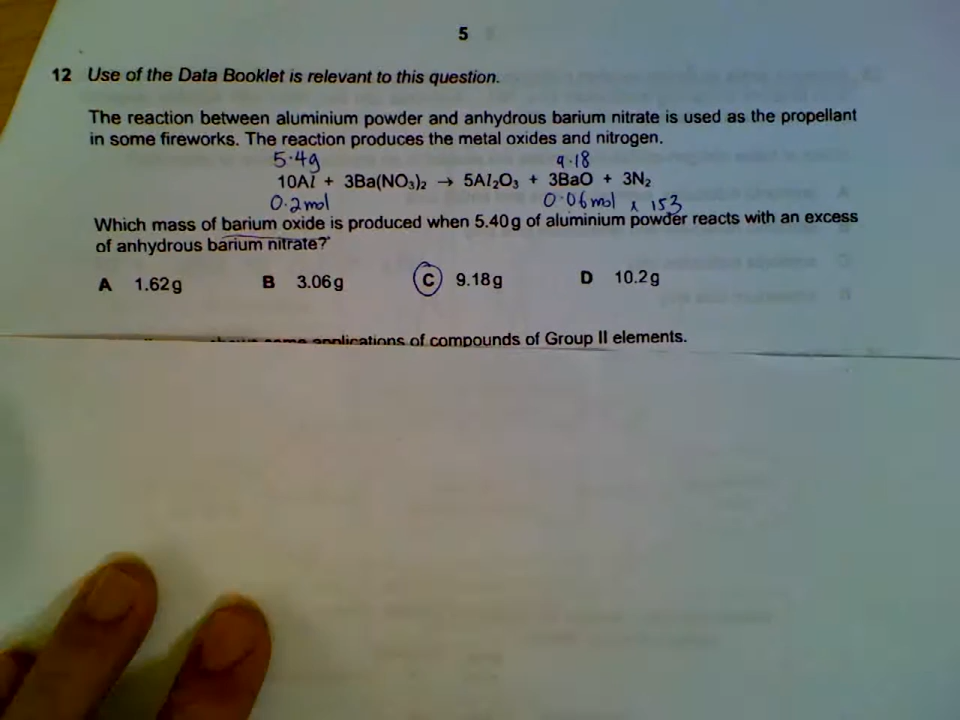 5
12 Use of the Data Booklet is relevant to this question.
The reaction between aluminium powder and anhydrous barium nitrate is used as the propellant
in some fireworks. The reaction produces the metal oxides and nitrogen.
5.4g 9.18
10Al + 3Ba(NO₃)₂ → 5Al₂O₃ + 3BaO + 3N₂
0.2mol 0.06mol x 153
Which mass of barium oxide is produced when 5.40g of aluminium powder reacts with an excess
of anhydrous barium nitrate?
A 1.62g B 3.06g C 9.18g D 10.2g
some applications of compounds of Group II elements.